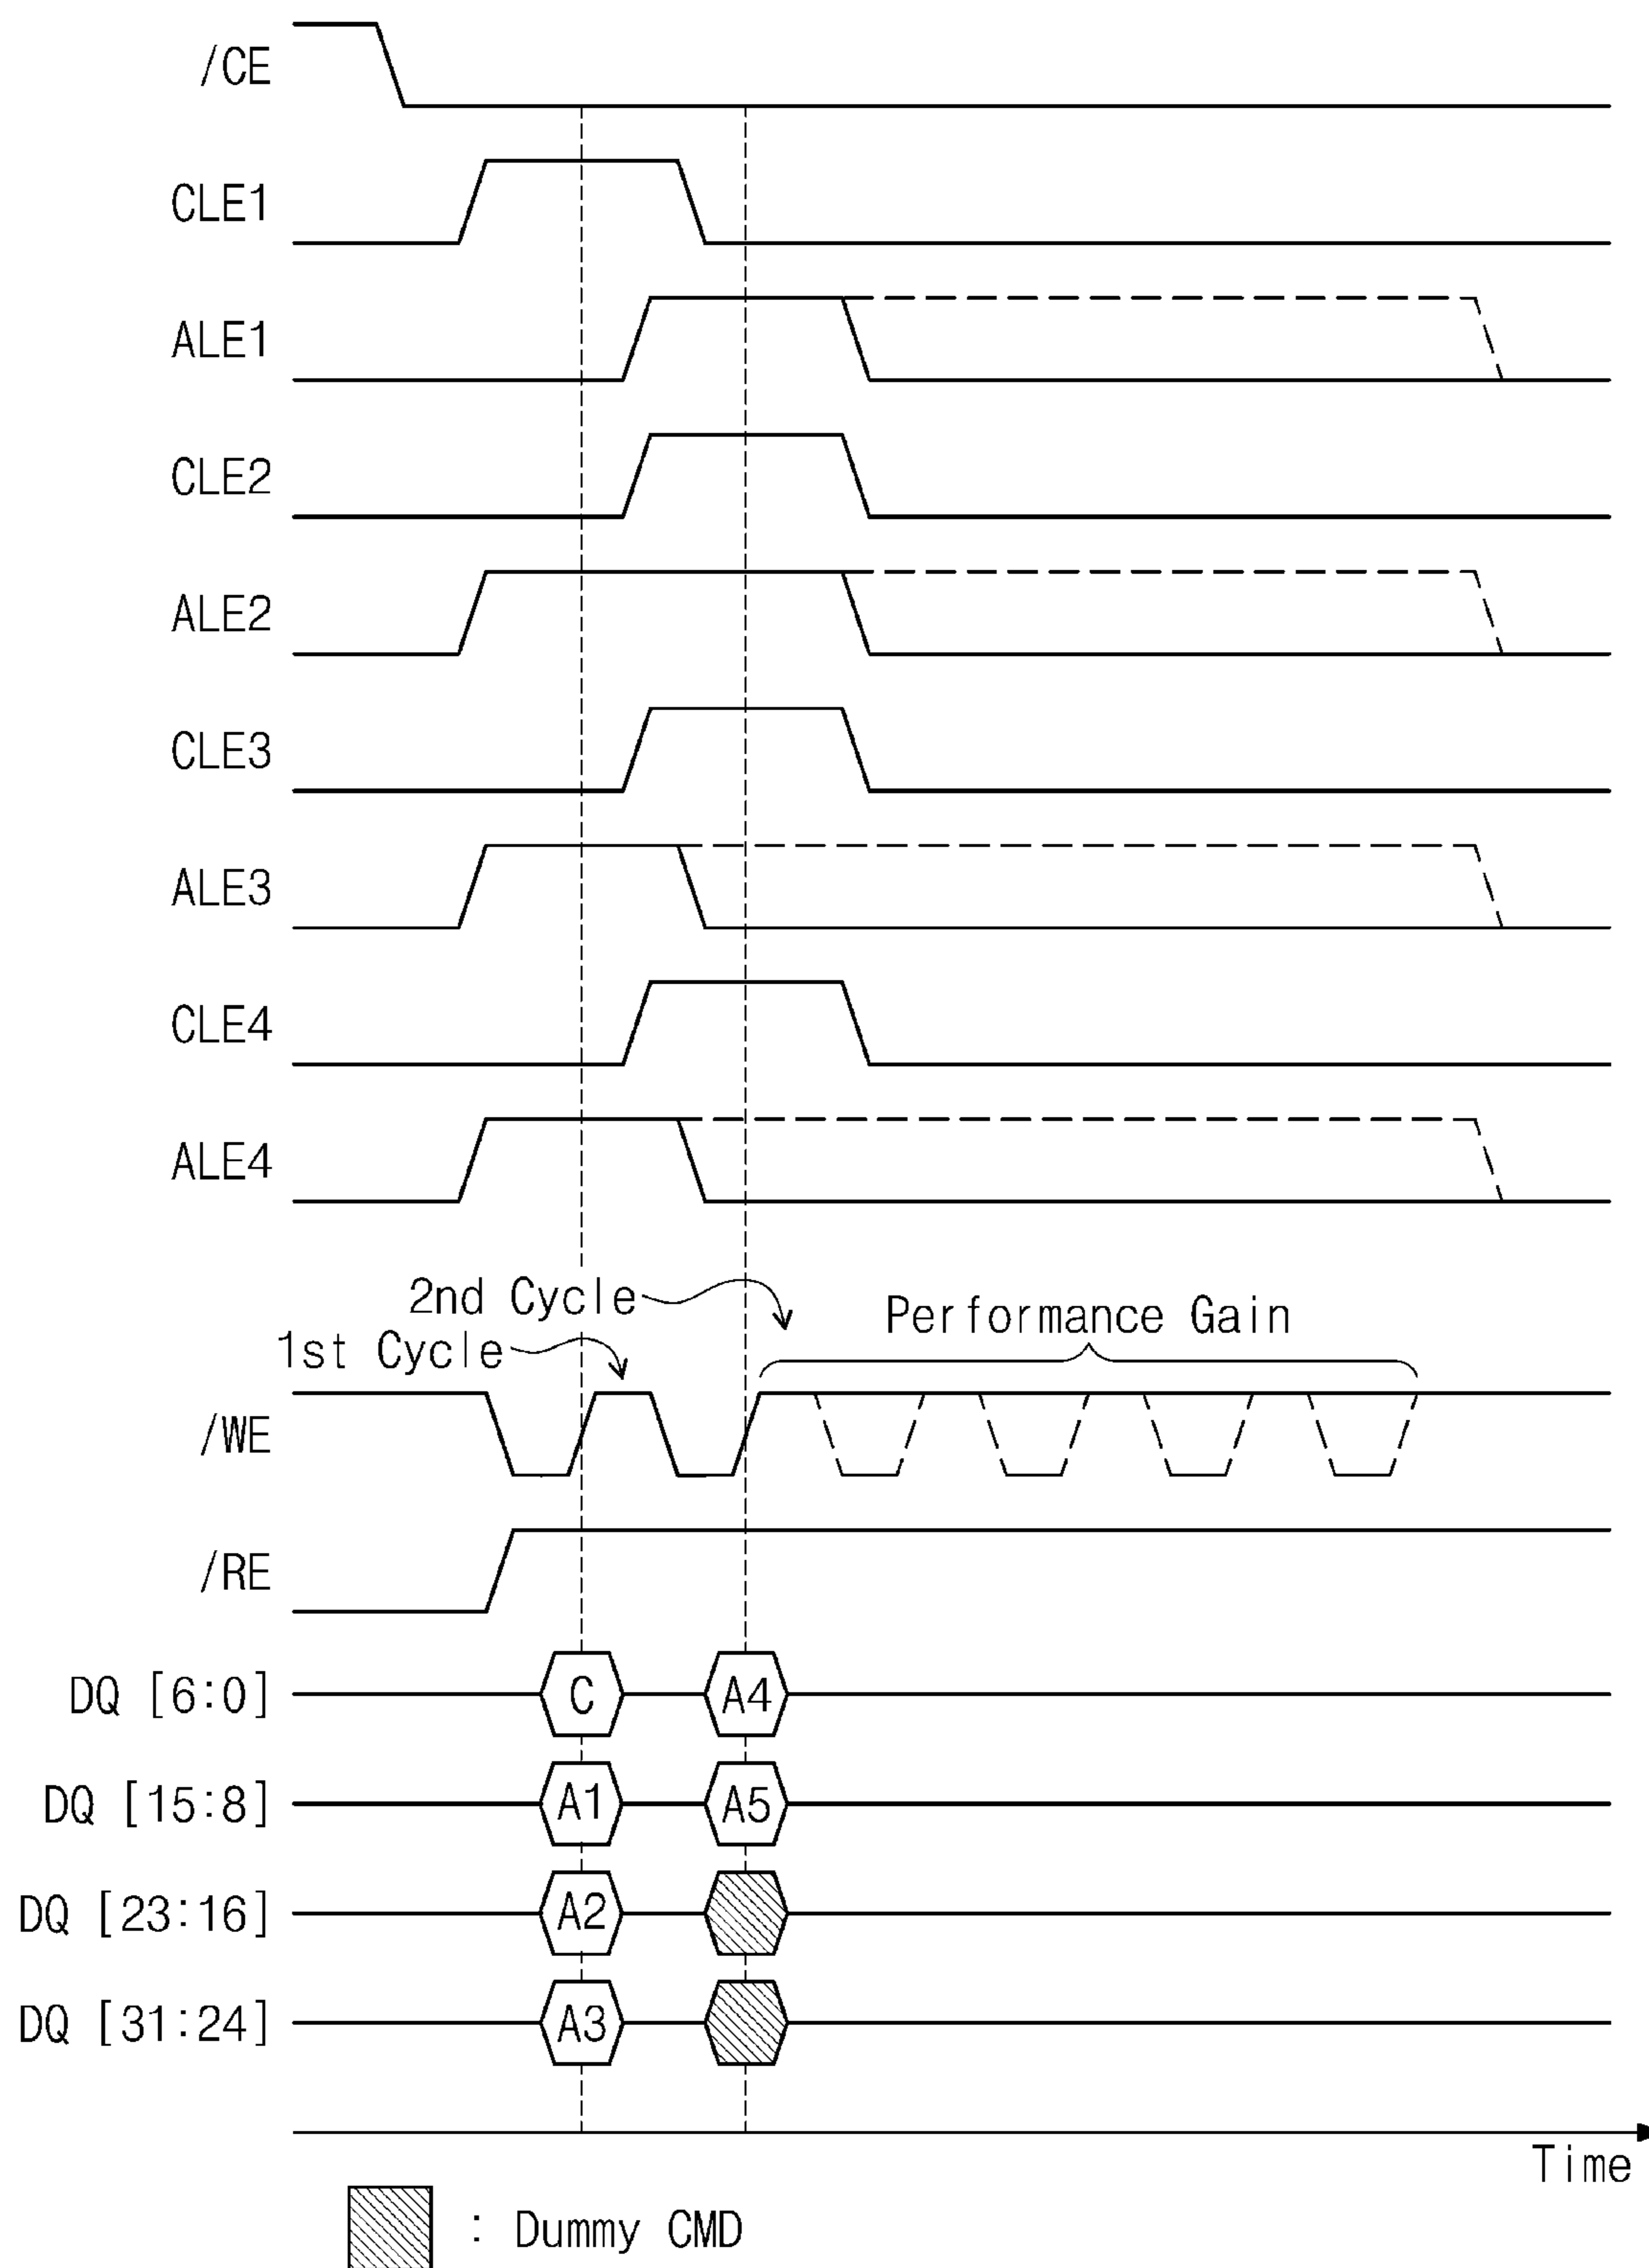 /CE
CLE1
ALE1
CLE2
ALE2
CLE3
ALE3
CLE4
ALE4
2nd Cycle
Performance Gain
1st Cycle
/WE
/RE
DQ [6:0] C A4
DQ [15:8] A1 A5
DQ [23:16] A2
DQ [31:24] A3
Time
: Dummy CMD